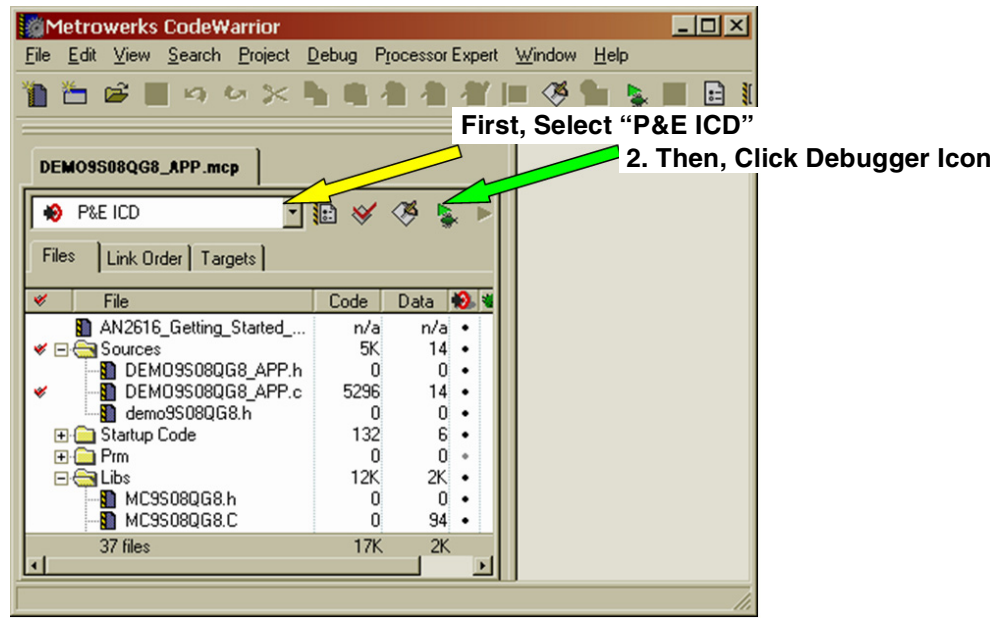 Metrowerks CodeWarrior
File Edit View Search Project Debug Processor Expert Window Help
First, Select “P&E ICD”
2. Then, Click Debugger Icon
DEMO9S08QG8_APP.mcp
P&E ICD
Files Link Order Targets
File Code Data
AN2616_Getting_Started_... n/a n/a
Sources 5K 14
DEMO9S08QG8_APP.h 0 0
DEMO9S08QG8_APP.c 5296 14
demo9S08QG8.h 0 0
Startup Code 132 6
Prm 0 0
Libs 12K 2K
MC9S08QG8.h 0 0
MC9S08QG8.C 0 94
37 files 17K 2K